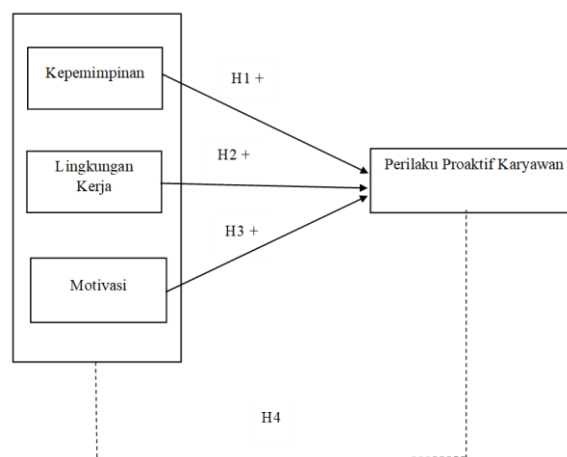 Kepemimpinan
H1 +
Lingkungan
Kerja
H2 +
Perilaku Proaktif Karyawan
H3 +
Motivasi
H4